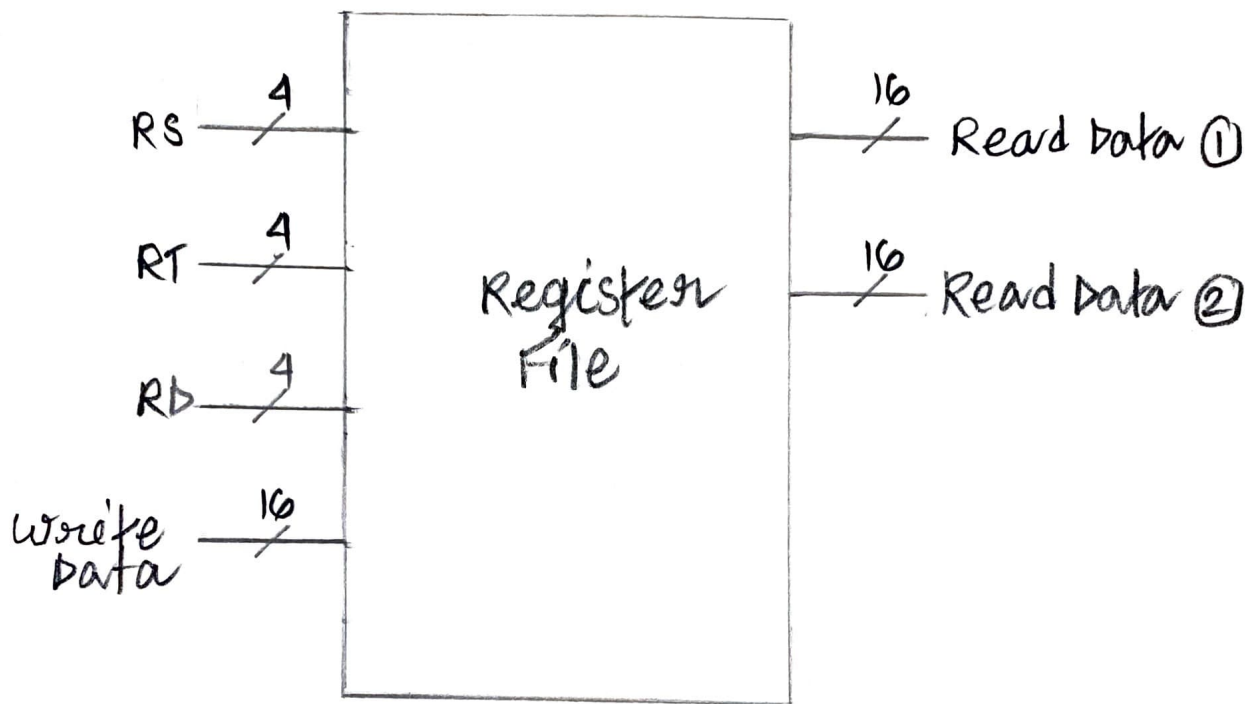 4
RS
16
Read Data ①
4
RT
16
Read Data ②
Register
File
4
RD
16
Write
Data